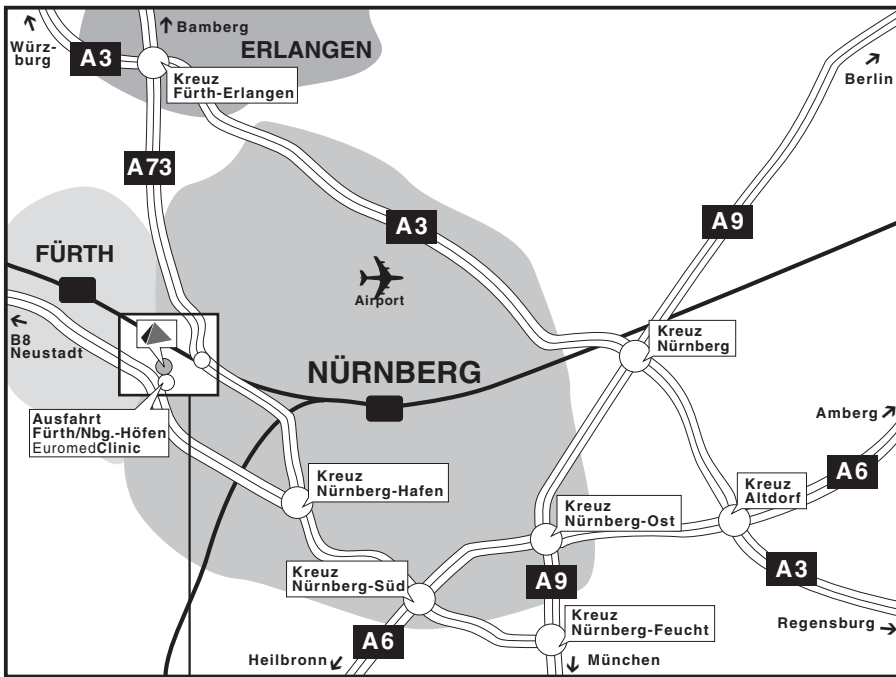 Bamberg
Würz-
burg
A3
ERLANGEN
Kreuz
Fürth-Erlangen
Berlin
A73
A3
A9
FÜRTH
Airport
B8
Neustadt
Kreuz
Nürnberg
NÜRNBERG
Ausfahrt
Fürth/Nbg.-Höfen
EuromedClinic
Amberg
Kreuz
Nürnberg-Hafen
A6
Kreuz
Altdorf
Kreuz
Nürnberg-Ost
Kreuz
Nürnberg-Süd
A9
A3
Kreuz
Nürnberg-Feucht
Regensburg
A6
Heilbronn
München